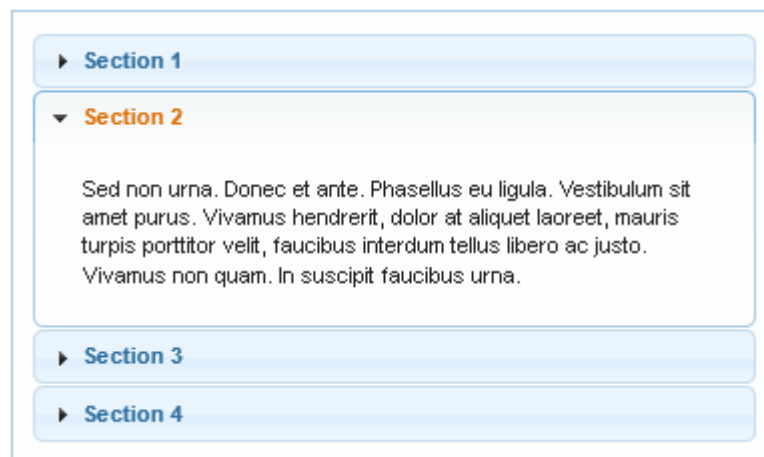 Section 1
Section 2
Sed non urna. Donec et ante. Phasellus eu ligula. Vestibulum sit
amet purus. Vivamus hendrerit, dolor at aliquet laoreet, mauris
turpis porttitor velit, faucibus interdum tellus libero ac justo.
Vivamus non quam. In suscipit faucibus urna.
Section 3
Section 4